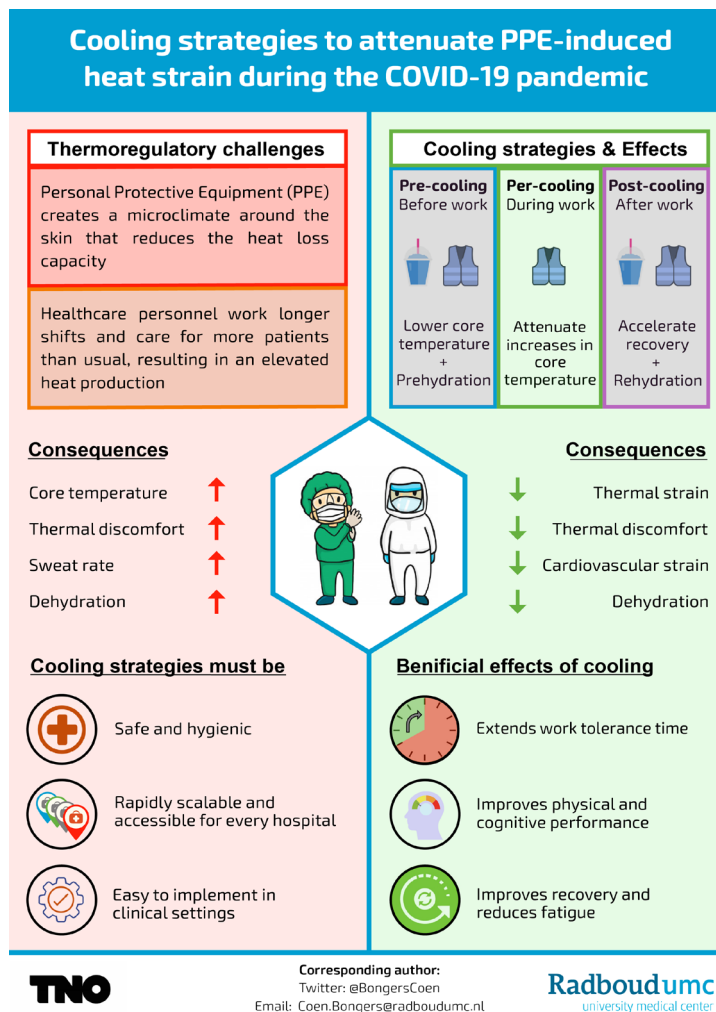 Cooling strategies to attenuate PPE-induced
heat strain during the COVID-19 pandemic
Thermoregulatory challenges
Personal Protective Equipment (PPE)
creates a microclimate around the
skin that reduces the heat loss
capacity
Healthcare personnel work longer
shifts and care for more patients
than usual, resulting in an elevated
heat production
Consequences
Core temperature
Thermal discomfort
Sweat rate
Dehydration
Cooling strategies must be
Safe and hygienic
Rapidly scalable and
accessible for every hospital
Easy to implement in
clinical settings
Cooling strategies & Effects
Pre-cooling
Before work
Lower core
temperature
+
Prehydration
Per-cooling
During work
Attenuate
increases in
core
temperature
Post-cooling
After work
Accelerate
recovery
+
Rehydration
Consequences
Thermal strain
Thermal discomfort
Cardiovascular strain
Dehydration
Benificial effects of cooling
Extends work tolerance time
Improves physical and
cognitive performance
Improves recovery and
reduces fatigue
TNO
Corresponding author:
Twitter: @BongersCoen
Email: Coen.Bongers@radboudumc.nl
Radboudumc
university medical center